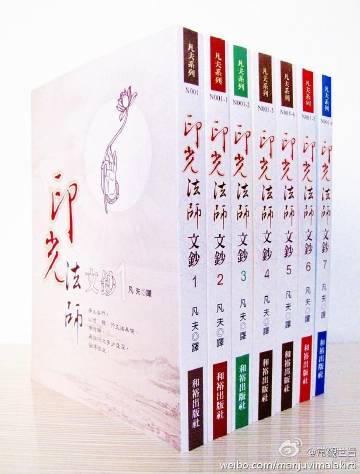 印光
法師
文鈔 1
凡夫◎譯
凡夫系列
N001
印光法師文鈔 1
凡夫◎譯
和裕出版社
凡夫系列
N001-1
印光法師文鈔 2
凡夫◎譯
和裕出版社
凡夫系列
N001-2
印光法師文鈔 3
凡夫◎譯
和裕出版社
凡夫系列
N001-3
印光法師文鈔 4
凡夫◎譯
和裕出版社
凡夫系列
N001-4
印光法師文鈔 5
凡夫◎譯
和裕出版社
凡夫系列
印光法師文鈔 6
凡夫◎譯
和裕出版社
凡夫系列
印光法師文鈔 7
凡夫◎譯
和裕出版社
weibo.com/manjuvimalakirti